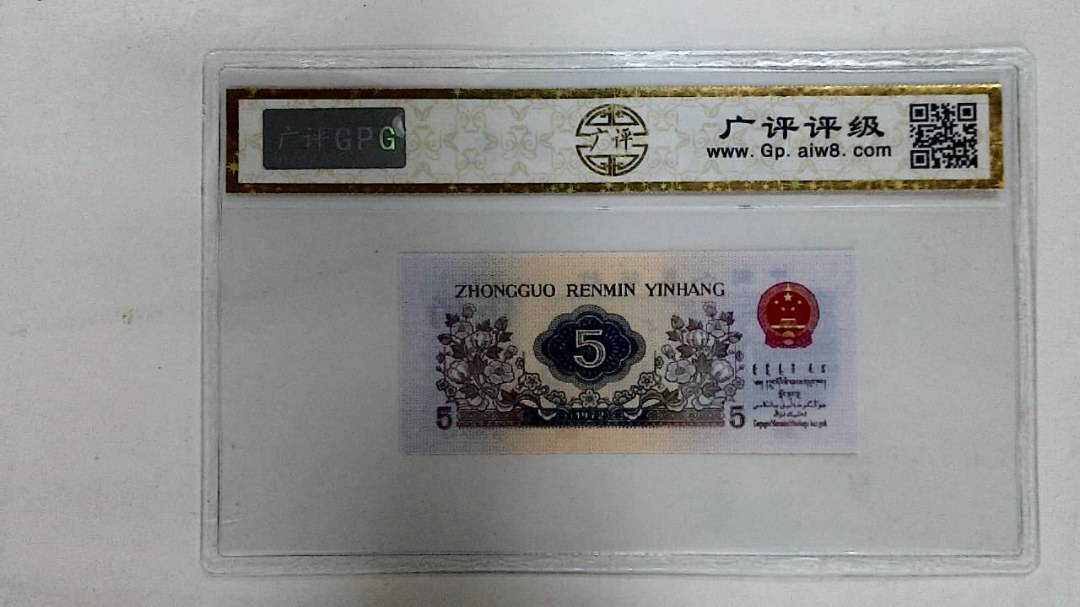 广评GPG
广评
广评评级
www.Gp.aiw8.com
ZHONGGUO RENMIN YINHANG
5
5
5
1972